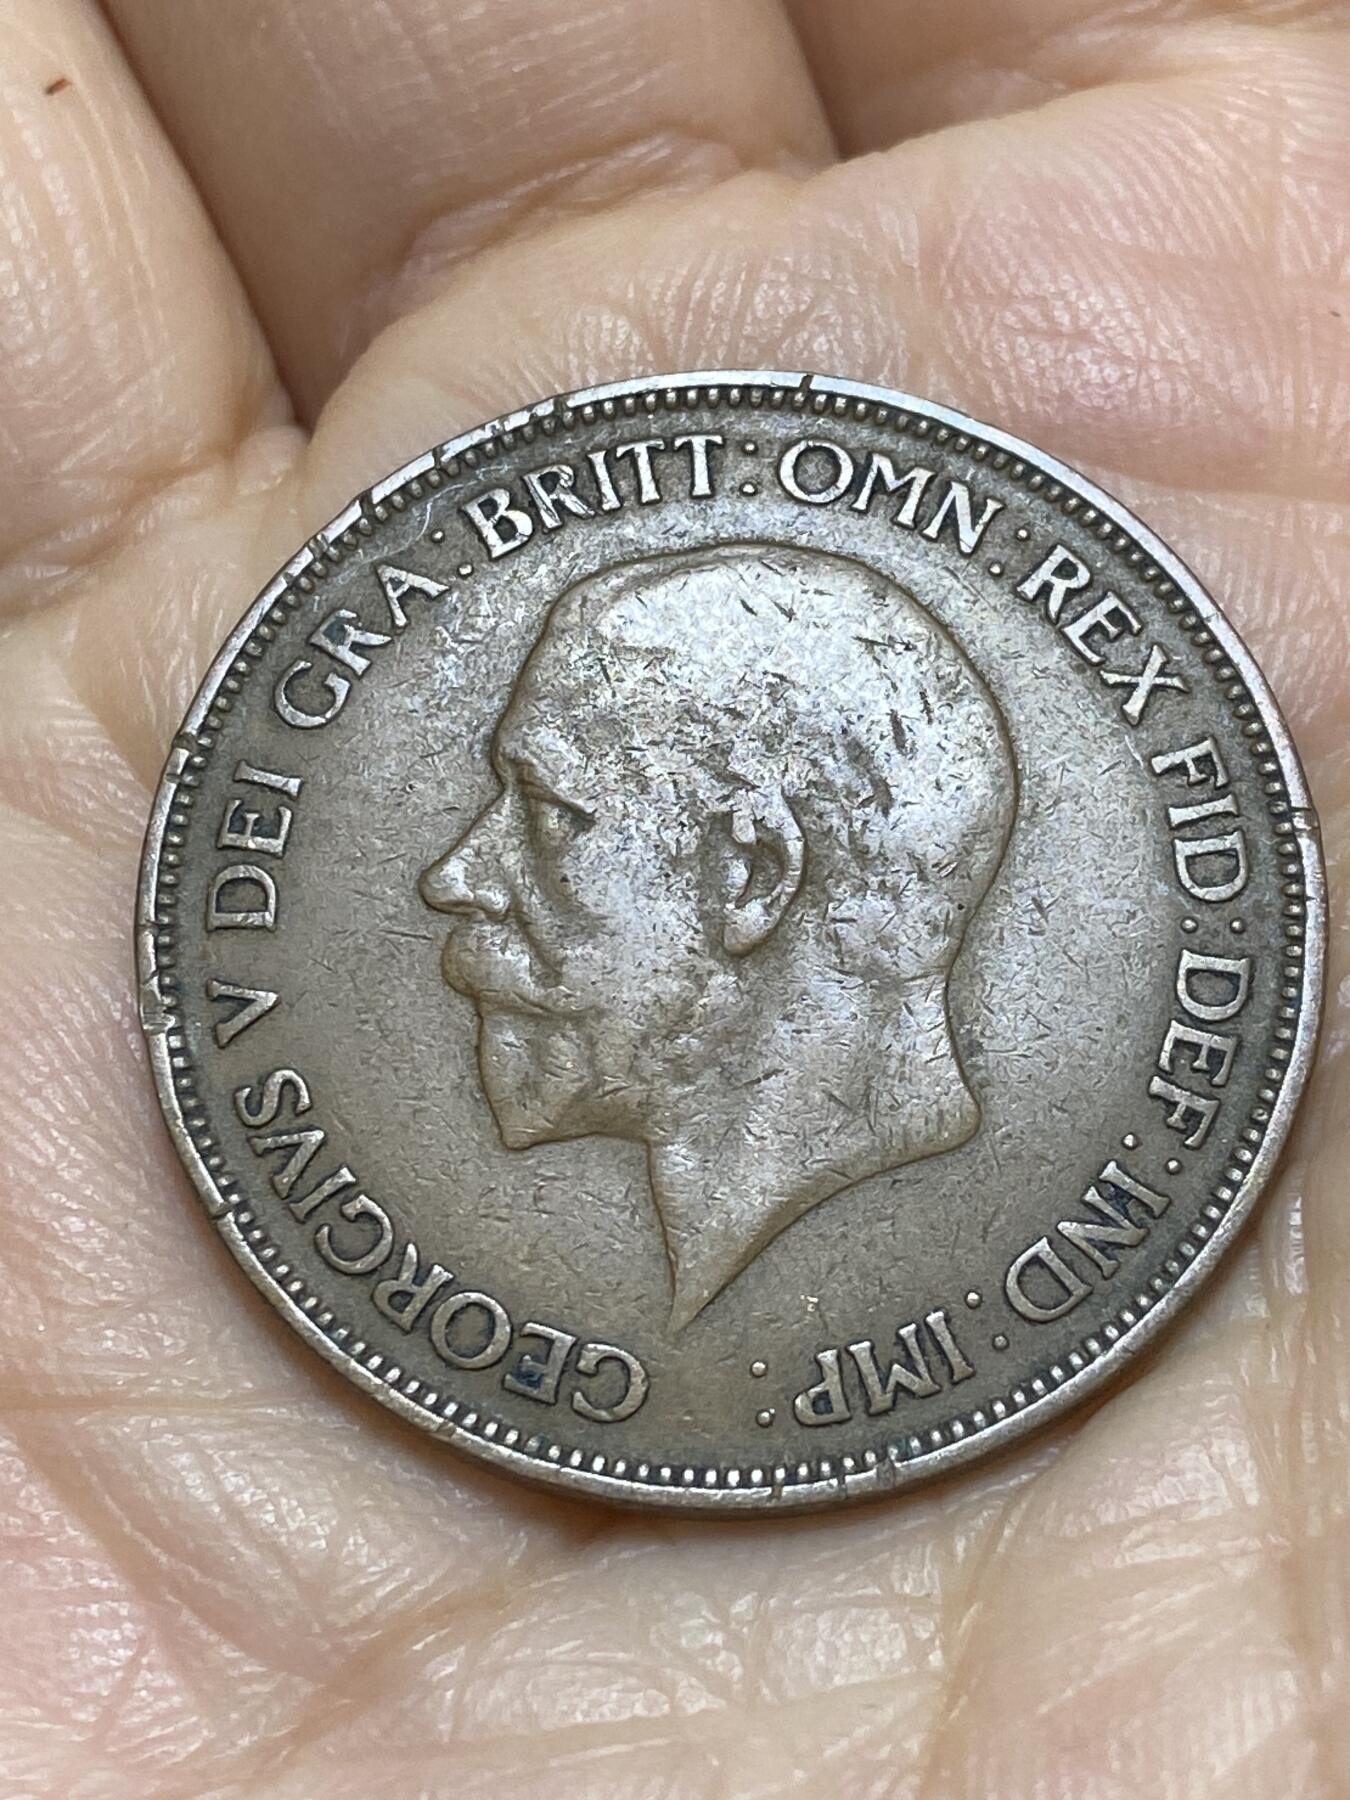 GEORGIVS V DEI GRA: BRITT: OMN: REX FID: DEF: IND: IMP: